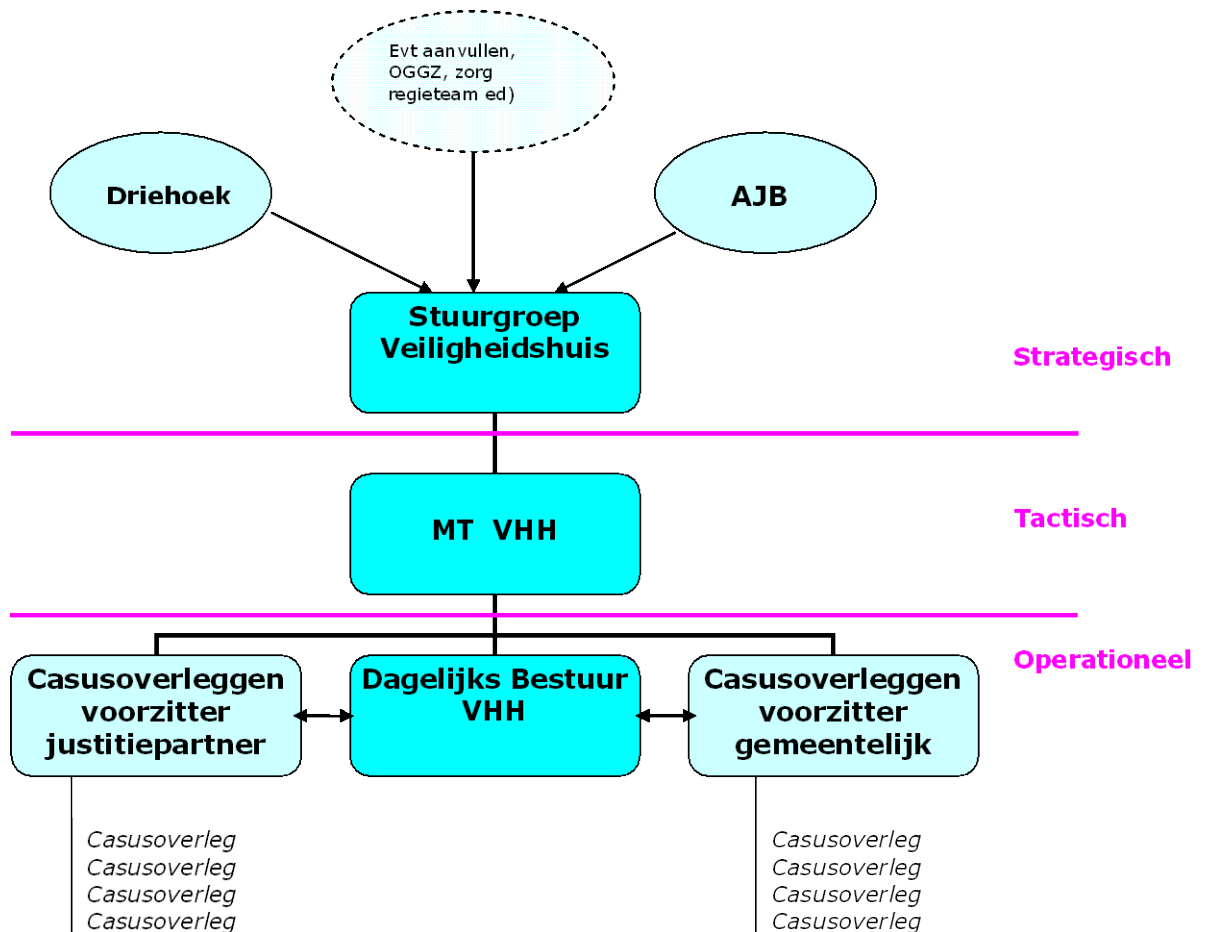 Evt aanvullen,
OGGZ, zorg
regieteam ed)
Driehoek
AJB
Stuurgroep
Veiligheidshuis
Strategisch
MT VHH
Tactisch
Operationeel
Casusoverleggen
voorzitter
justitiepartner
Dagelijks Bestuur
VHH
Casusoverleggen
voorzitter
gemeentelijk
Casusoverleg
Casusoverleg
Casusoverleg
Casusoverleg
Casusoverleg
Casusoverleg
Casusoverleg
Casusoverleg